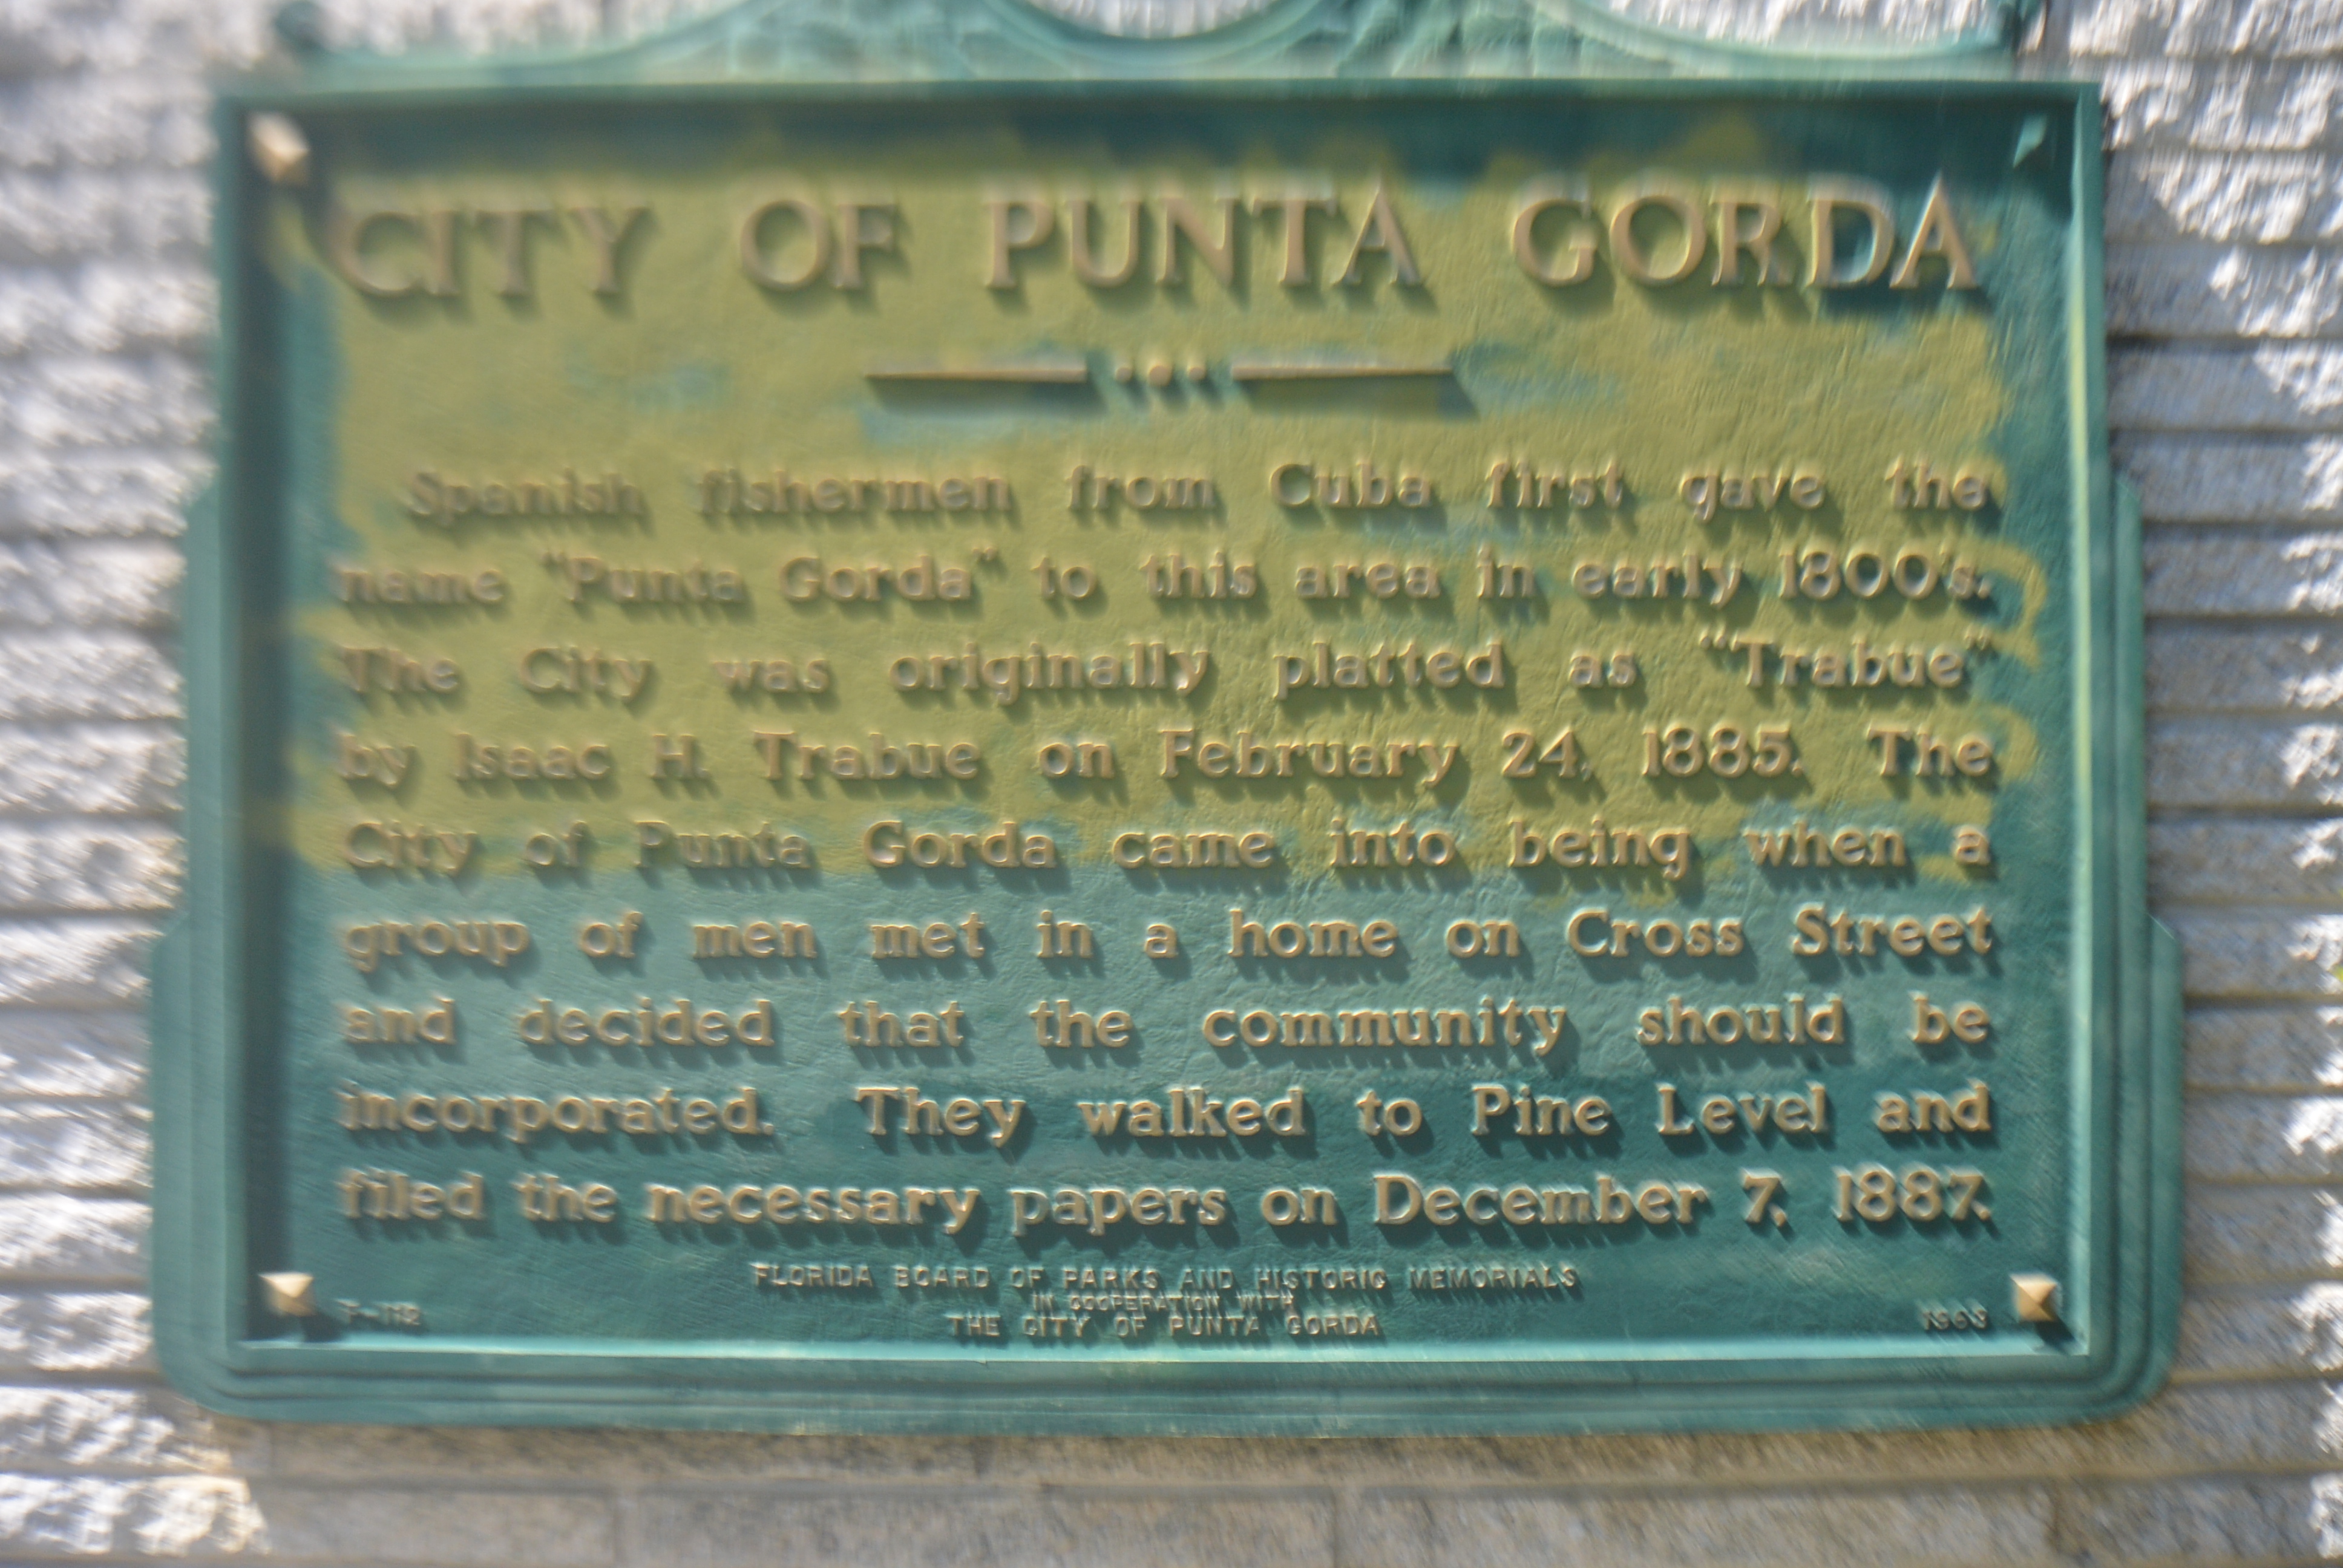 CITY OF PUNTA GORDA
Spanish fishermen from Cuba first gave the
name "Punta Gorda" to this area in early 1800's.
The City was originally platted as "Trabue"
by Isaac H. Trabue on February 24, 1885. The
City of Punta Gorda came into being when a
group of men met in a home on Cross Street
and decided that the community should be
incorporated. They walked to Pine Level and
filed the necessary papers on December 7, 1887.
FLORIDA BOARD OF PARKS AND HISTORIC MEMORIALS
IN COOPERATION WITH
THE CITY OF PUNTA GORDA